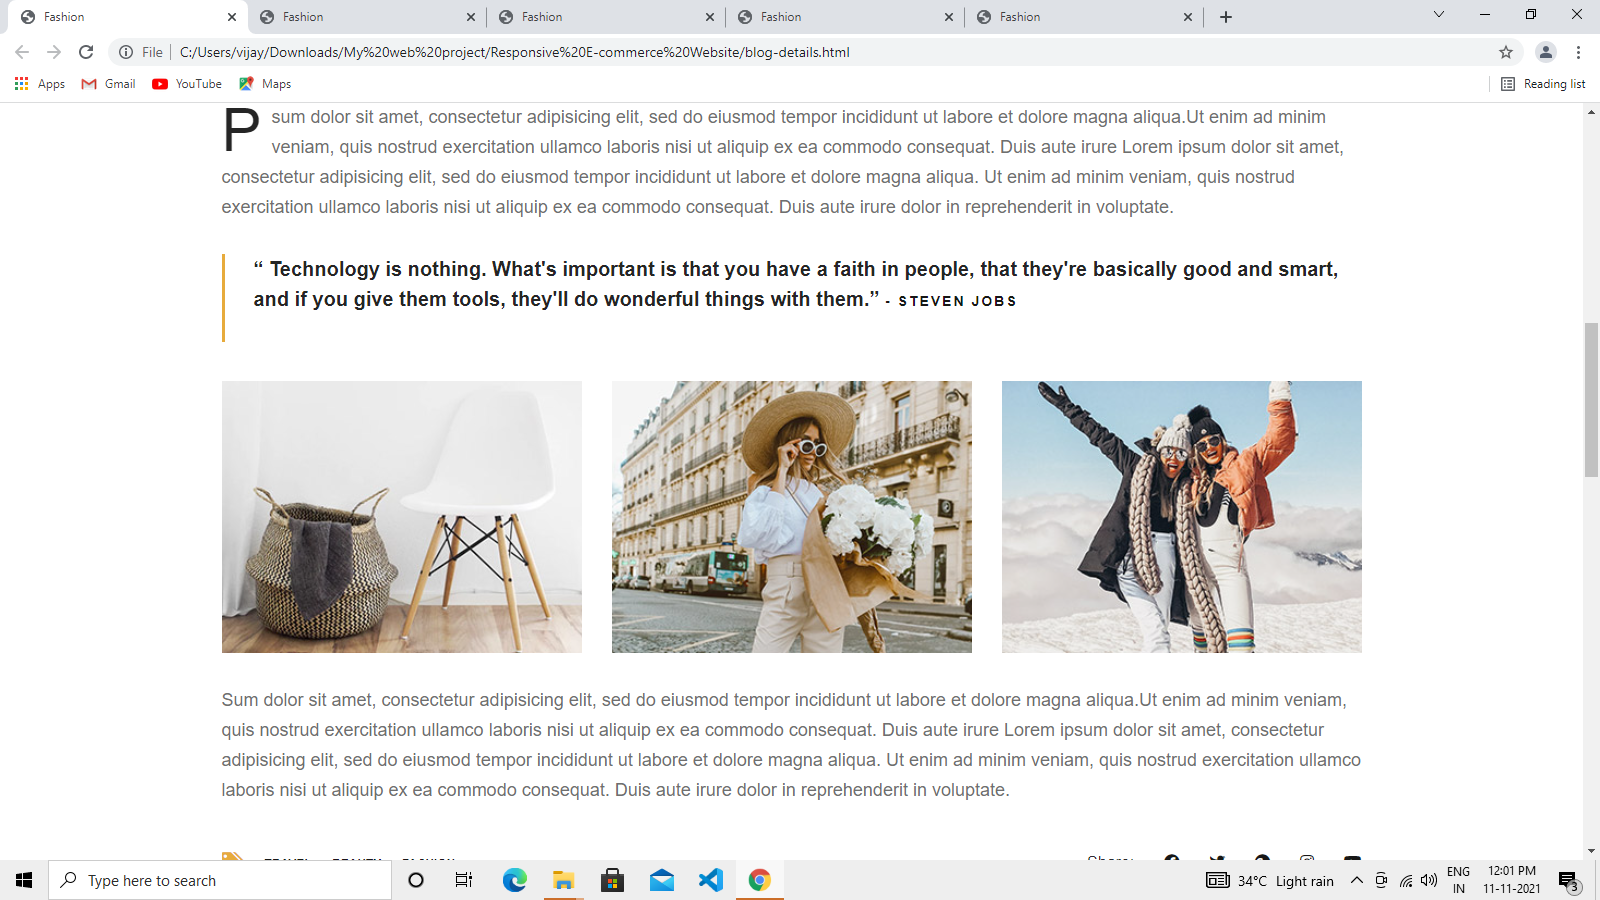 Fashion
Fashion
Fashion
Fashion
Fashion
File
C:/Users/vijay/Downloads/My%20web%20project/Responsive%20E-commerce%20Website/blog-details.html
Apps
Gmail
YouTube
Maps
Reading list
P sum dolor sit amet, consectetur adipisicing elit, sed do eiusmod tempor incididunt ut labore et dolore magna aliqua.Ut enim ad minim
veniam, quis nostrud exercitation ullamco laboris nisi ut aliquip ex ea commodo consequat. Duis aute irure Lorem ipsum dolor sit amet,
consectetur adipisicing elit, sed do eiusmod tempor incididunt ut labore et dolore magna aliqua. Ut enim ad minim veniam, quis nostrud
exercitation ullamco laboris nisi ut aliquip ex ea commodo consequat. Duis aute irure dolor in reprehenderit in voluptate.
“ Technology is nothing. What's important is that you have a faith in people, that they're basically good and smart,
and if you give them tools, they'll do wonderful things with them.” - STEVEN JOBS
Sum dolor sit amet, consectetur adipisicing elit, sed do eiusmod tempor incididunt ut labore et dolore magna aliqua.Ut enim ad minim veniam,
quis nostrud exercitation ullamco laboris nisi ut aliquip ex ea commodo consequat. Duis aute irure Lorem ipsum dolor sit amet, consectetur
adipisicing elit, sed do eiusmod tempor incididunt ut labore et dolore magna aliqua. Ut enim ad minim veniam, quis nostrud exercitation ullamco
laboris nisi ut aliquip ex ea commodo consequat. Duis aute irure dolor in reprehenderit in voluptate.
TRAVEL BEAUTY FASHION
Share:
Type here to search
34°C Light rain
ENG
IN
12:01 PM
11-11-2021
3